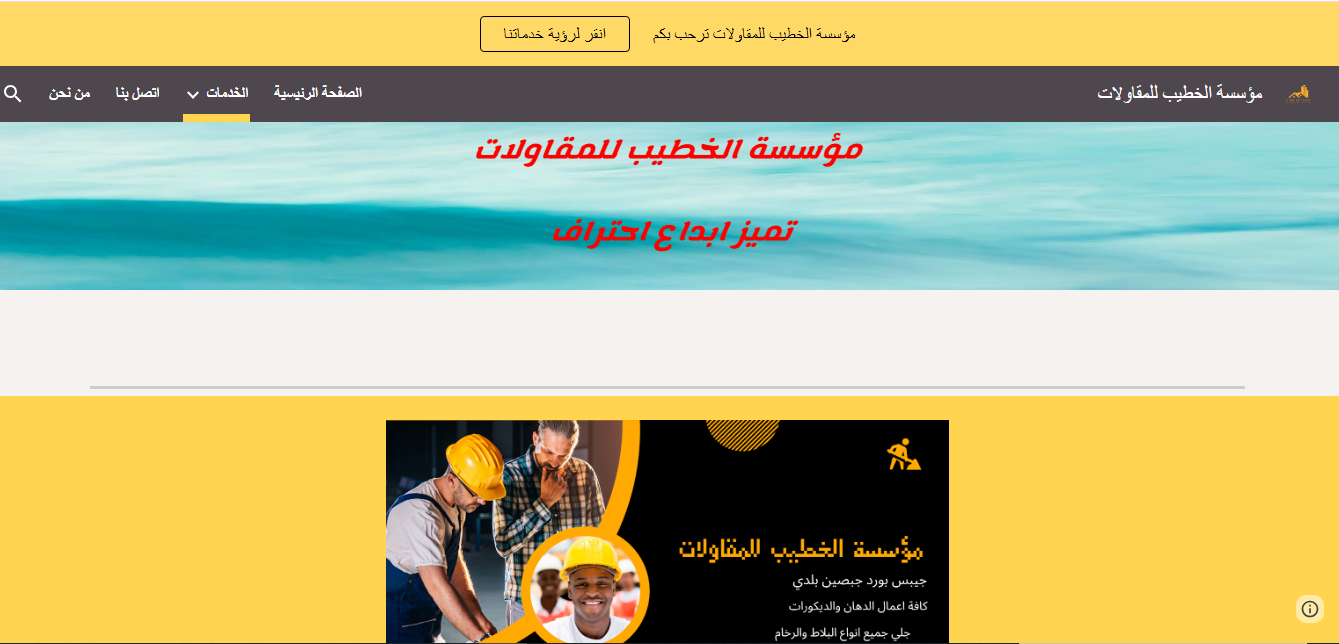 مؤسسة الخطيب للمقاولات ترحب بكم
انقر لرؤية خدماتنا
مؤسسة الخطيب للمقاولات
الصفحة الرئيسية
الخدمات
اتصل بنا
من نحن
مؤسسة الخطيب للمقاولات
تميز ابداع احتراف
مؤسسة الخطيب للمقاولات
جيبس بورد جبصين بلدي
كافة اعمال الدهان والديكورات
جلي جميع انواع البلاط والرخام